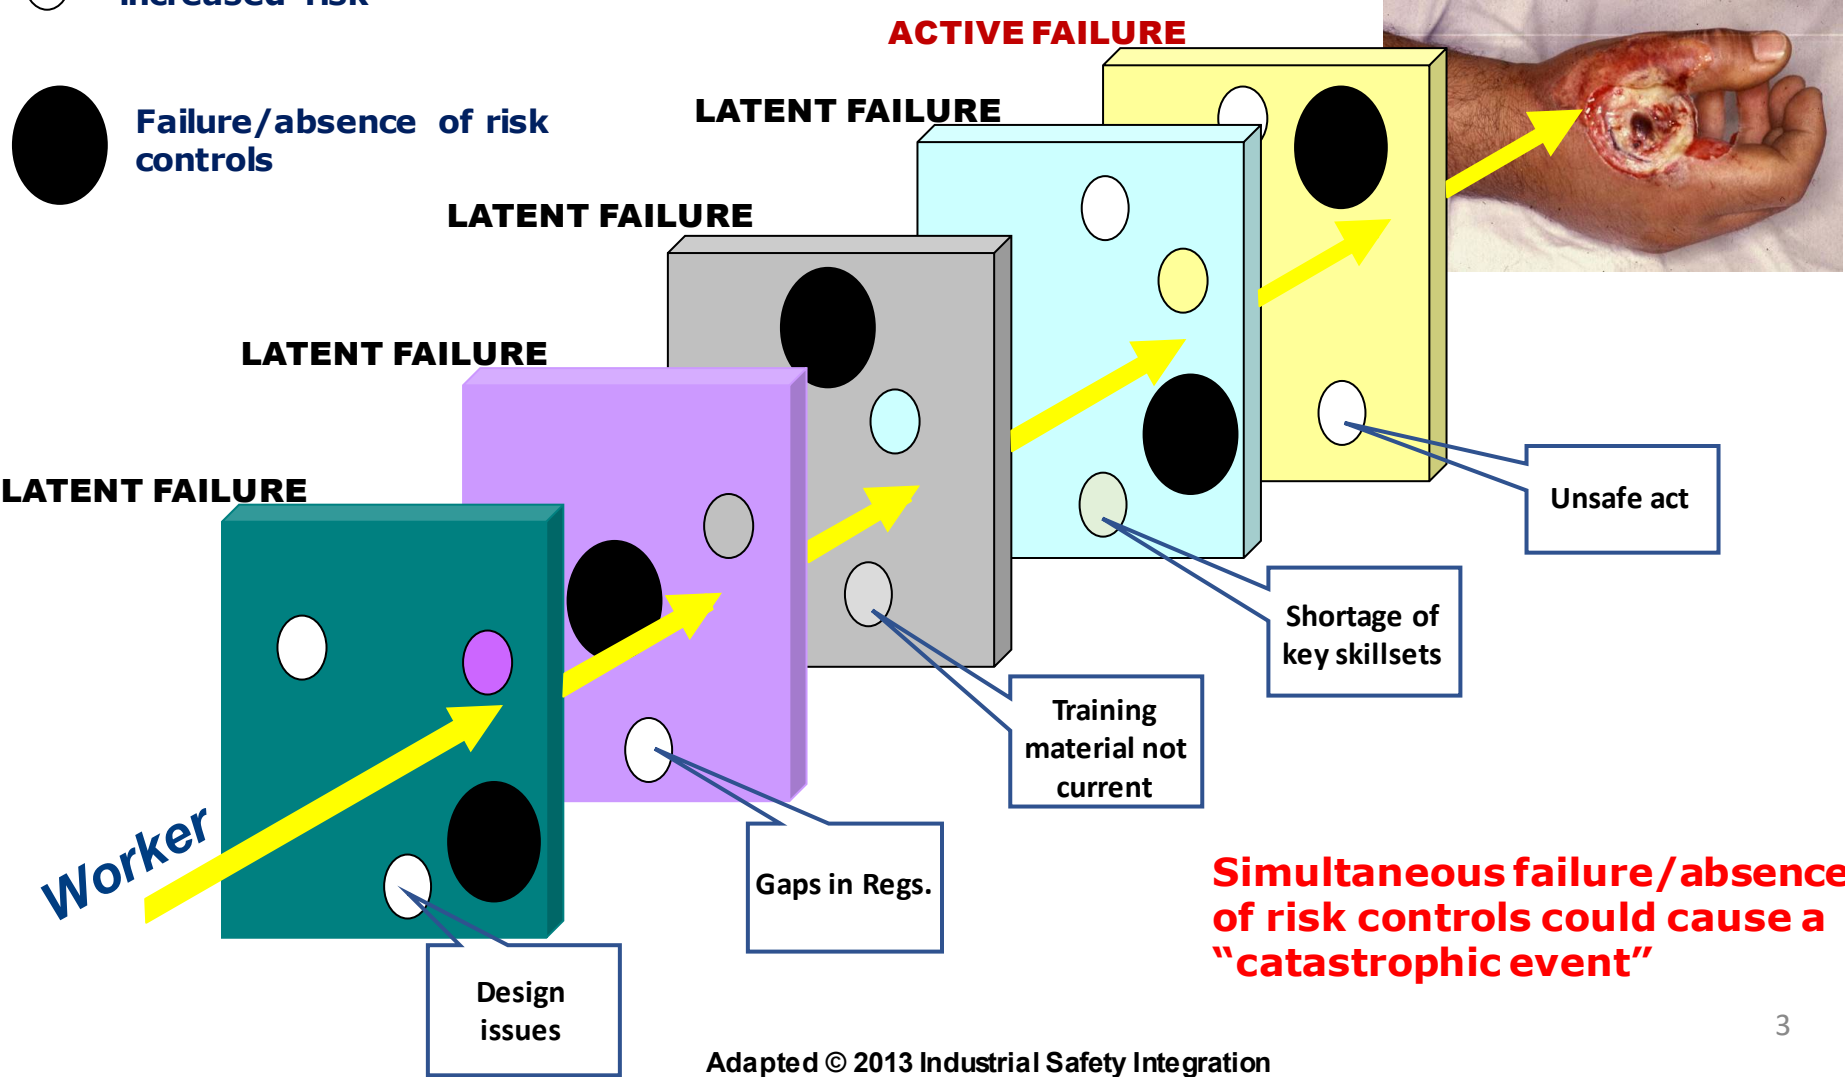 increased risk
ACTIVE FAILURE
LATENT FAILURE
Failure/absence of risk
controls
LATENT FAILURE
LATENT FAILURE
LATENT FAILURE
Unsafe act
Shortage of
key skillsets
Training
material not
current
Worker
Gaps in Regs.
Simultaneous failure/absence
of risk controls could cause a
“catastrophic event”
Design
issues
3
Adapted © 2013 Industrial Safety Integration